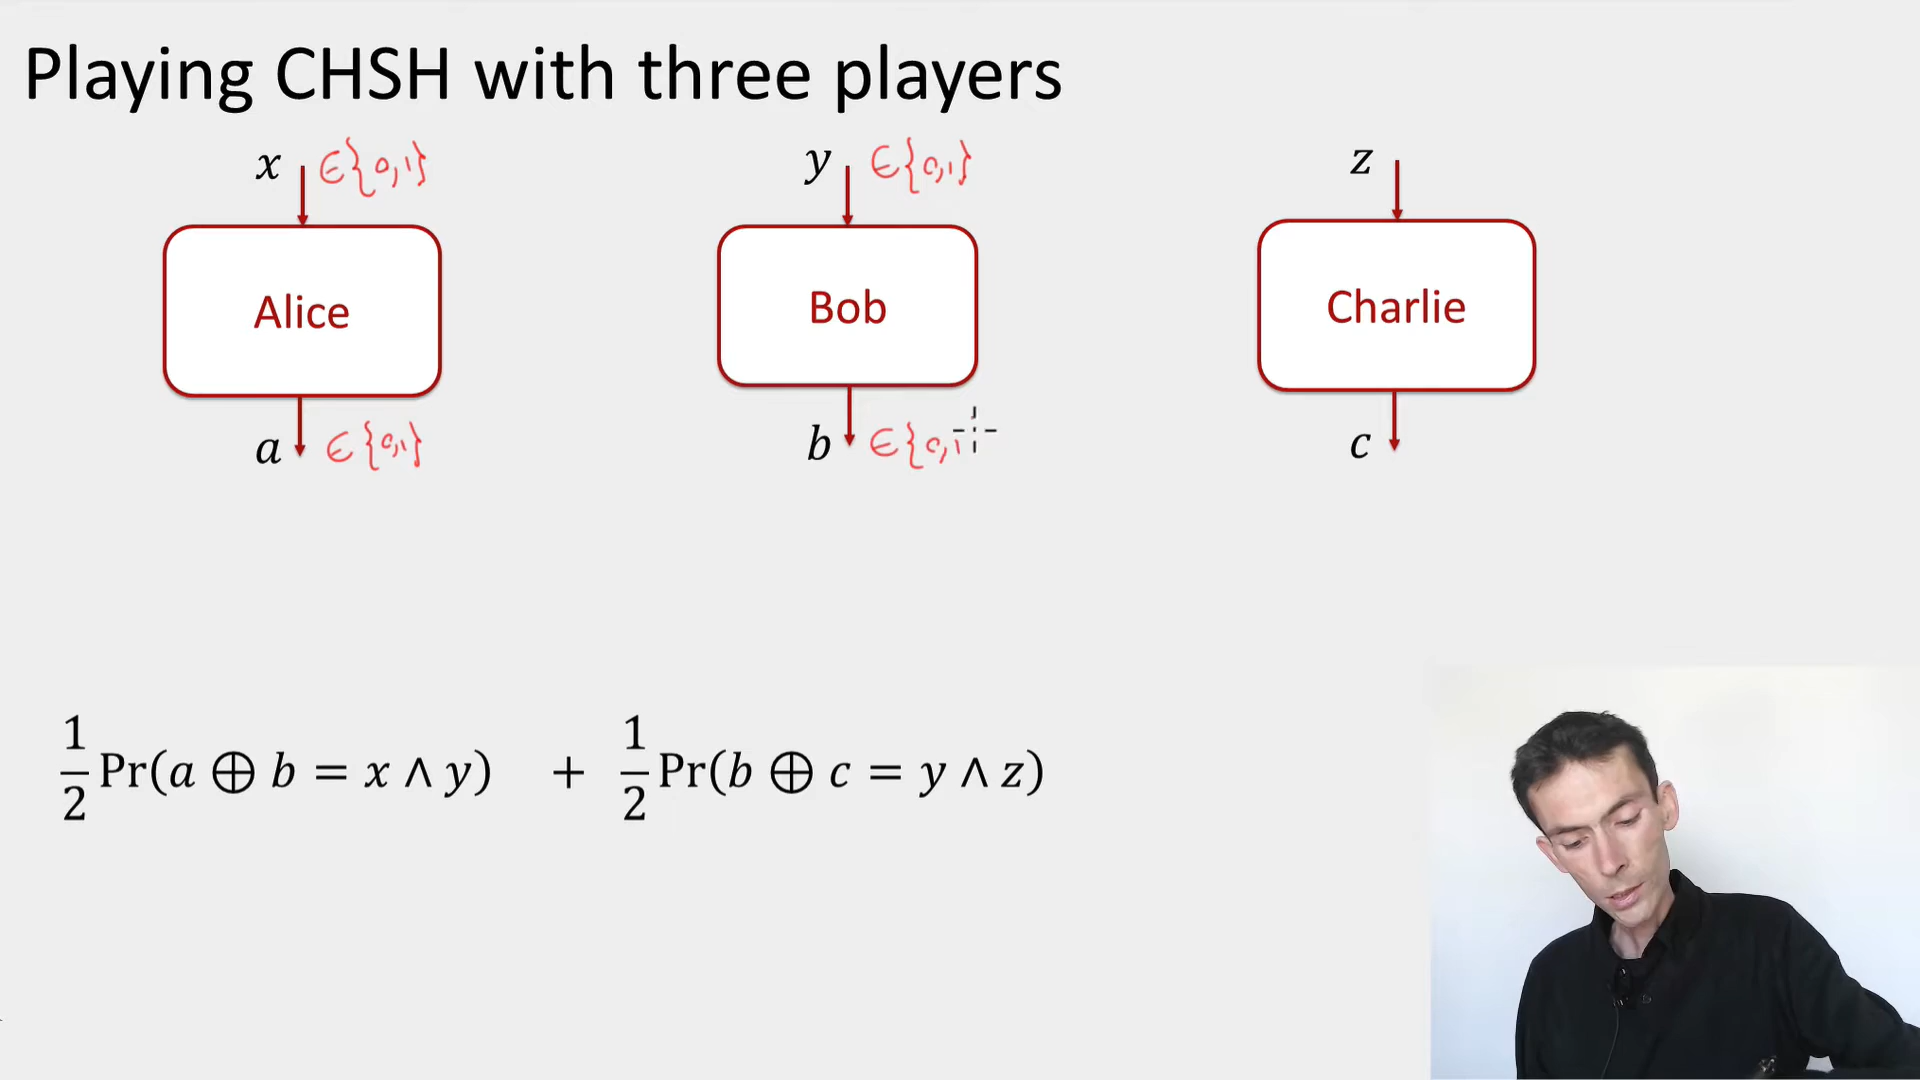 Playing CHSH with three players
x ∈{0,1} y ∈{0,1} z
Alice Bob Charlie
a ∈{0,1} b ∈{0,1 c
1/2 Pr(a ⊕ b = x ∧ y) + 1/2 Pr(b ⊕ c = y ∧ z)